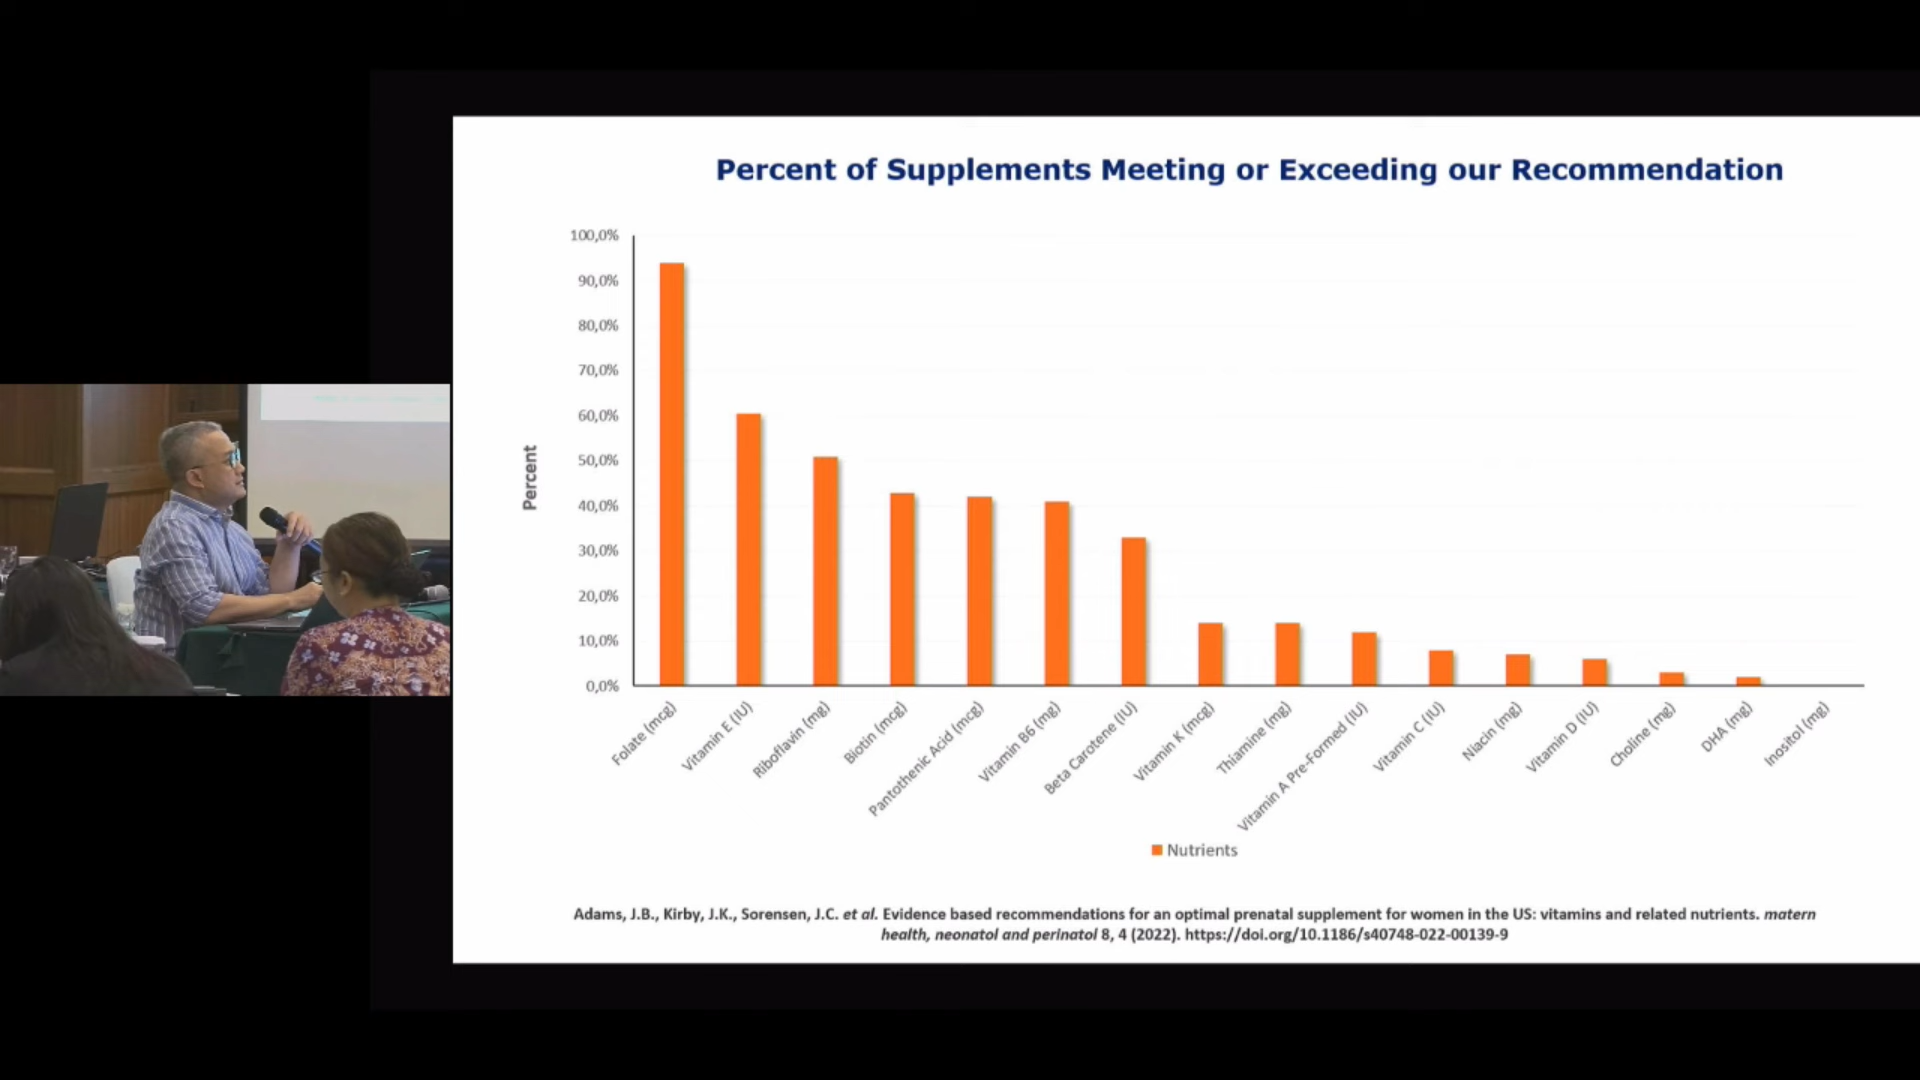 Percent of Supplements Meeting or Exceeding our Recommendation
100,0%
90,0%
80,0%
70,0%
60,0%
50,0%
40,0%
30,0%
20,0%
10,0%
0,0%
Percent
Folate (mcg)
Vitamin E (IU)
Riboflavin (mg)
Biotin (mcg)
Pantothenic Acid (mcg)
Vitamin B6 (mg)
Beta Carotene (IU)
Vitamin K (mcg)
Thiamine (mg)
Vitamin A Pre-Formed (IU)
Vitamin C (IU)
Niacin (mg)
Vitamin D (IU)
Choline (mg)
DHA (mg)
Inositol (mg)
Nutrients
Adams, J.B., Kirby, J.K., Sorensen, J.C. et al. Evidence based recommendations for an optimal prenatal supplement for women in the US: vitamins and related nutrients. matern
health, neonatol and perinatol 8, 4 (2022). https://doi.org/10.1186/s40748-022-00139-9